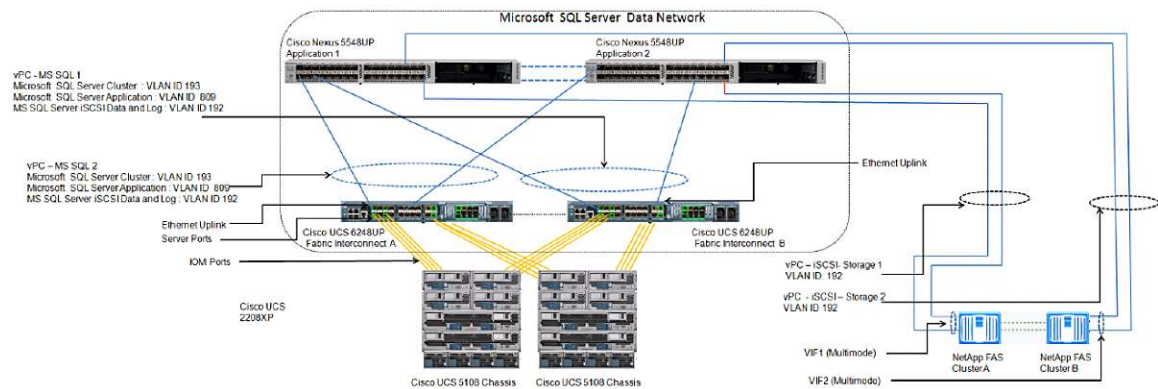 Microsoft SQL Server Data Network
Cisco Nexus 5548UP
Application 1
Cisco Nexus 5548UP
Application 2
vPC - MS SQL 1
Microsoft SQL Server Cluster : VLAN ID 193
Microsoft SQL Server Application : VLAN ID 809
MS SQL Server iSCSI Data and Log : VLAN ID 192
vPC – MS SQL 2
Microsoft SQL Server Cluster : VLAN ID 193
Microsoft SQL Server Application : VLAN ID 809
MS SQL Server iSCSI Data and Log : VLAN ID 192
Ethernet Uplink
Ethernet Uplink
Server Ports
Cisco UCS 6248UP
Fabric Interconnect A
Cisco UCS 6248UP
Fabric Interconnect B
IOM Ports
vPC – iSCSI- Storage 1
VLAN ID. 192
vPC - iSCSI – Storage 2
VLAN ID 192
Cisco UCS
2208XP
VIF1 (Multimode)
NetApp FAS
Cluster A
NetApp FAS
Cluster B
VIF2 (Multimode)
Cisco UCS 5108 Chassis
Cisco UCS 5108 Chassis